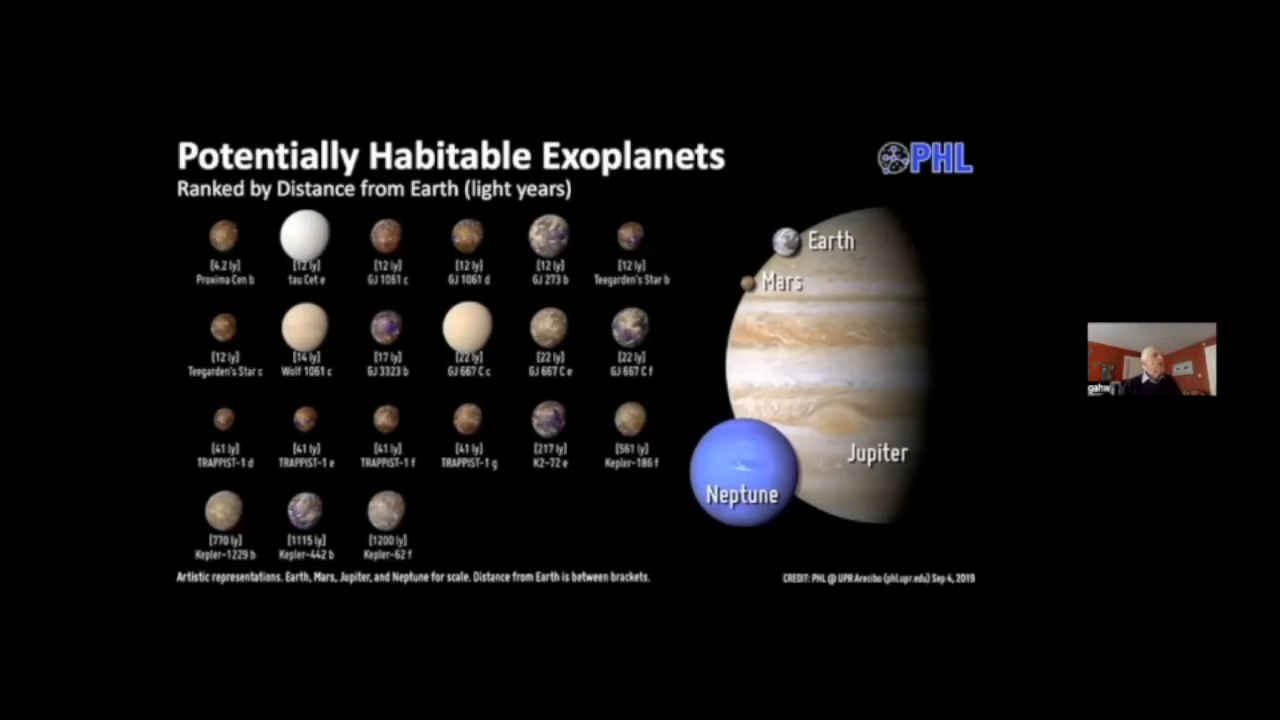 Potentially Habitable Exoplanets
PHL
Ranked by Distance from Earth (light years)
[4.2 ly] [12 ly] [12 ly] [12 ly] [12 ly] [12 ly]
Proxima Cen b tau Cet e GJ 1061 c GJ 1061 d GJ 273 b Teegarden's Star b
Earth
Mars
[12 ly] [14 ly] [17 ly] [22 ly] [22 ly] [22 ly]
Teegarden's Star c Wolf 1061 c GJ 3323 b GJ 667 C c GJ 667 C e GJ 667 C f
[41 ly] [41 ly] [41 ly] [41 ly] [217 ly] [561 ly]
TRAPPIST-1 d TRAPPIST-1 e TRAPPIST-1 f TRAPPIST-1 g K2-72 e Kepler-186 f
Jupiter
Neptune
[770 ly] [1115 ly] [1200 ly]
Kepler-1229 b Kepler-442 b Kepler-62 f
Artistic representations. Earth, Mars, Jupiter, and Neptune for scale. Distance from Earth is between brackets.
CREDIT: PHL @ UPR Arecibo (phl.upr.edu) Sep 4, 2019
gahw